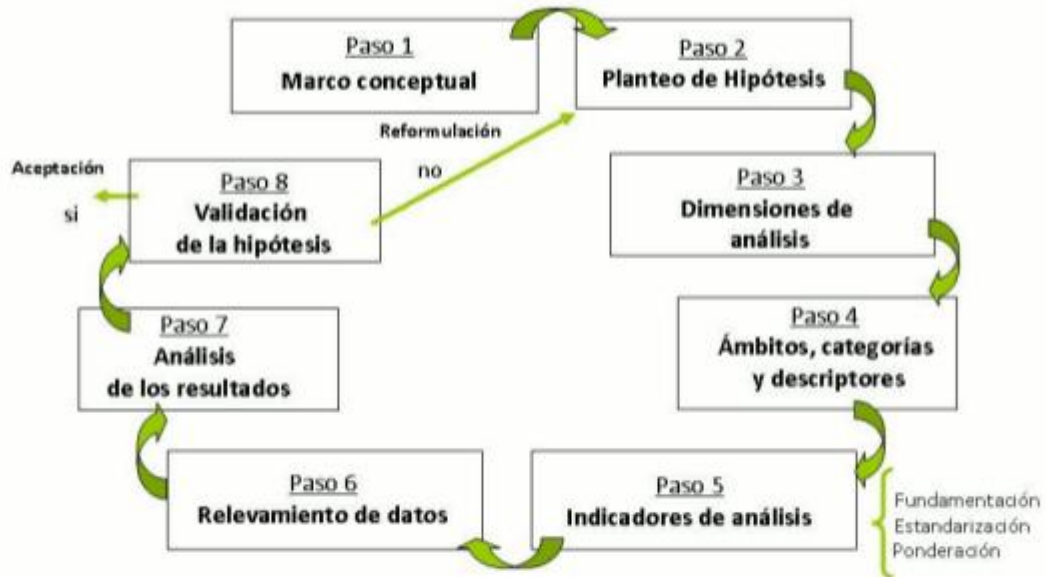 Paso 1
Marco conceptual
Paso 2
Planteo de Hipótesis
Reformulación
no
Aceptación
si
Paso 8
Validación
de la hipótesis
Paso 3
Dimensiones de
análisis
Paso 7
Análisis
de los resultados
Paso 4
Ámbitos, categorías
y descriptores
Paso 6
Relevamiento de datos
Paso 5
Indicadores de análisis
Fundamentación
Estandarización
Ponderación